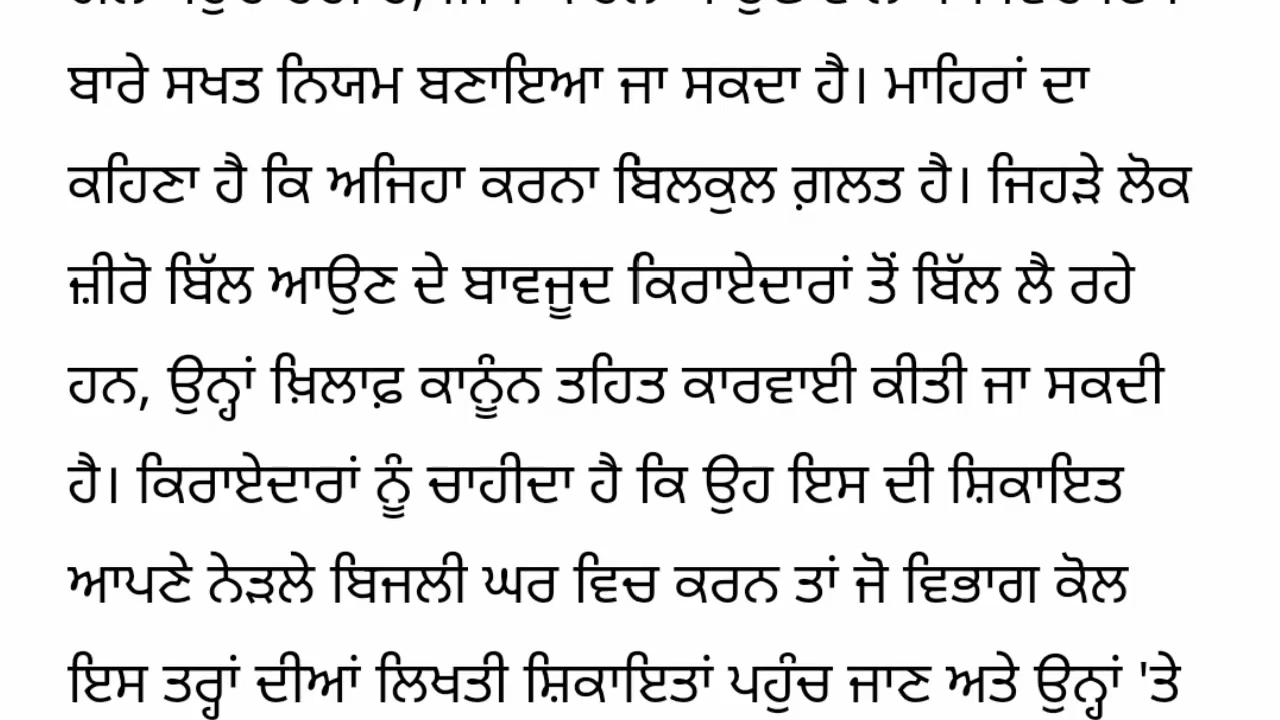 ਬਾਰੇ ਸਖਤ ਨਿਯਮ ਬਣਾਇਆ ਜਾ ਸਕਦਾ ਹੈ। ਮਾਹਿਰਾਂ ਦਾ
ਕਹਿਣਾ ਹੈ ਕਿ ਅਜਿਹਾ ਕਰਨਾ ਬਿਲਕੁਲ ਗ਼ਲਤ ਹੈ। ਜਿਹੜੇ ਲੋਕ
ਜ਼ੀਰੋ ਬਿੱਲ ਆਉਣ ਦੇ ਬਾਵਜੂਦ ਕਿਰਾਏਦਾਰਾਂ ਤੋਂ ਬਿੱਲ ਲੈ ਰਹੇ
ਹਨ, ਉਨ੍ਹਾਂ ਖ਼ਿਲਾਫ਼ ਕਾਨੂੰਨ ਤਹਿਤ ਕਾਰਵਾਈ ਕੀਤੀ ਜਾ ਸਕਦੀ
ਹੈ। ਕਿਰਾਏਦਾਰਾਂ ਨੂੰ ਚਾਹੀਦਾ ਹੈ ਕਿ ਉਹ ਇਸ ਦੀ ਸ਼ਿਕਾਇਤ
ਆਪਣੇ ਨੇੜਲੇ ਬਿਜਲੀ ਘਰ ਵਿਚ ਕਰਨ ਤਾਂ ਜੋ ਵਿਭਾਗ ਕੋਲ
ਇਸ ਤਰ੍ਹਾਂ ਦੀਆਂ ਲਿਖਤੀ ਸ਼ਿਕਾਇਤਾਂ ਪਹੁੰਚ ਜਾਣ ਅਤੇ ਉਨ੍ਹਾਂ 'ਤੇ